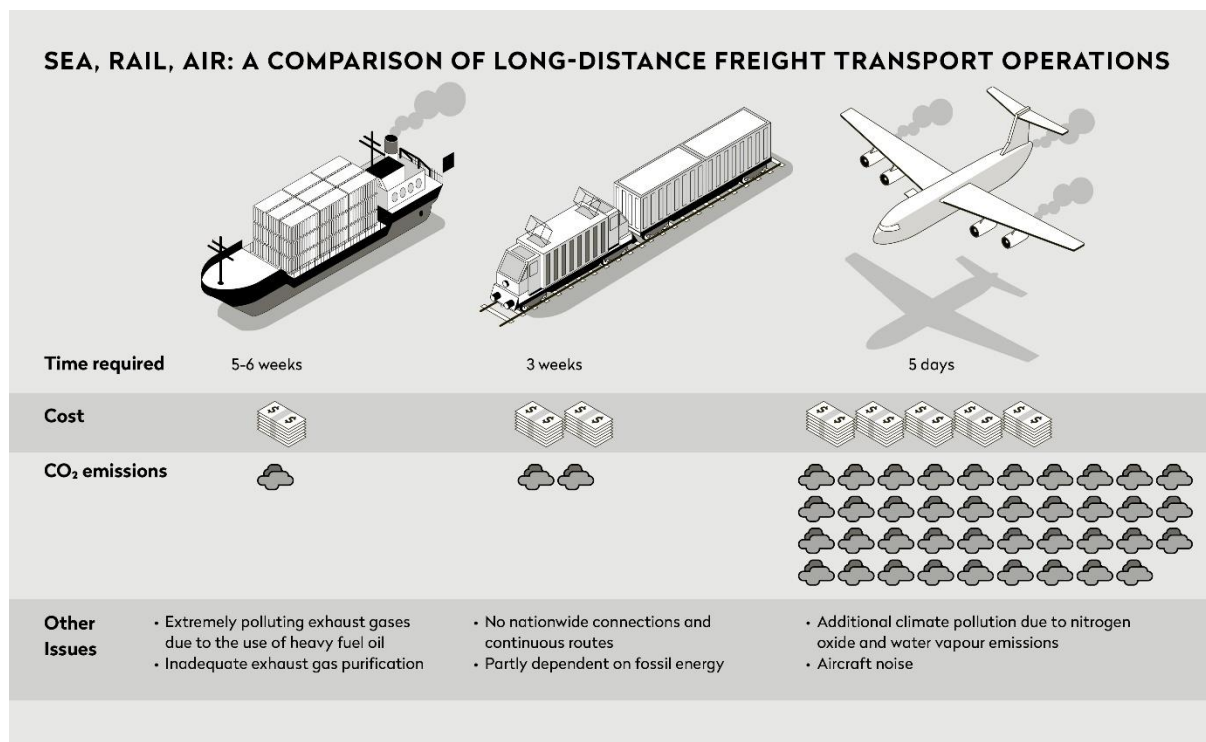 SEA, RAIL, AIR: A COMPARISON OF LONG-DISTANCE FREIGHT TRANSPORT OPERATIONS
Time required
5-6 weeks
3 weeks
5 days
Cost
CO₂ emissions
Other
Issues
• Extremely polluting exhaust gases
due to the use of heavy fuel oil
• Inadequate exhaust gas purification
• No nationwide connections and
continuous routes
• Partly dependent on fossil energy
• Additional climate pollution due to nitrogen
oxide and water vapour emissions
• Aircraft noise